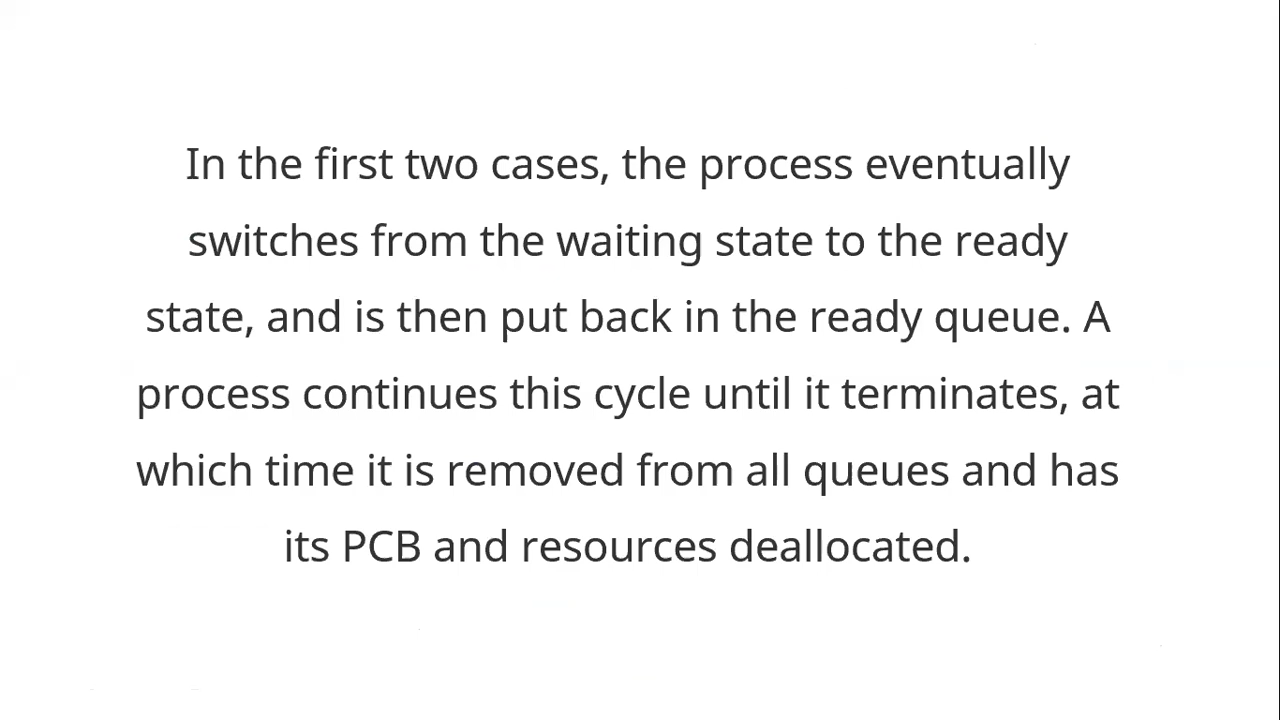 In the first two cases, the process eventually
switches from the waiting state to the ready
state, and is then put back in the ready queue. A
process continues this cycle until it terminates, at
which time it is removed from all queues and has
its PCB and resources deallocated.